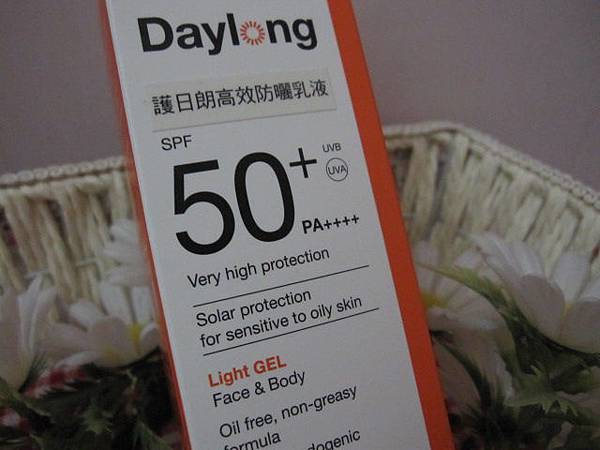 Daylong
護日朗高效防曬乳液
SPF
50+
UVB
UVA
PA++++
Very high protection
Solar protection
for sensitive to oily skin
Light GEL
Face & Body
Oil free, non-greasy
formula